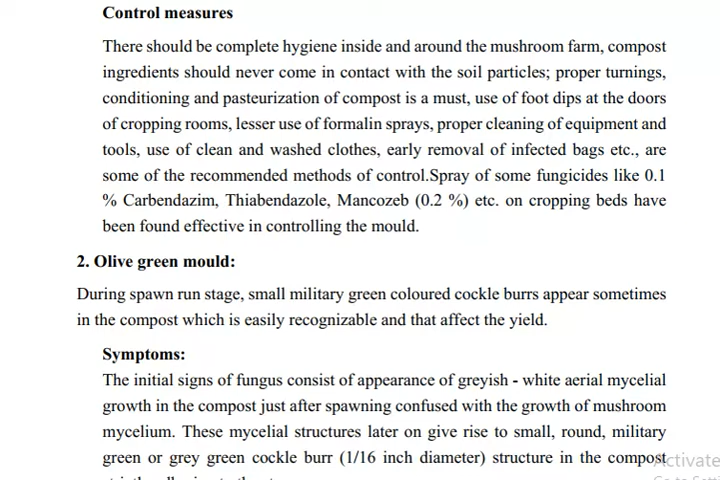 Control measures
There should be complete hygiene inside and around the mushroom farm, compost
ingredients should never come in contact with the soil particles; proper turnings,
conditioning and pasteurization of compost is a must, use of foot dips at the doors
of cropping rooms, lesser use of formalin sprays, proper cleaning of equipment and
tools, use of clean and washed clothes, early removal of infected bags etc., are
some of the recommended methods of control.Spray of some fungicides like 0.1
% Carbendazim, Thiabendazole, Mancozeb (0.2 %) etc. on cropping beds have
been found effective in controlling the mould.
2. Olive green mould:
During spawn run stage, small military green coloured cockle burrs appear sometimes
in the compost which is easily recognizable and that affect the yield.
Symptoms:
The initial signs of fungus consist of appearance of greyish - white aerial mycelial
growth in the compost just after spawning confused with the growth of mushroom
mycelium. These mycelial structures later on give rise to small, round, military
green or grey green cockle burr (1/16 inch diameter) structure in the compost
Activate